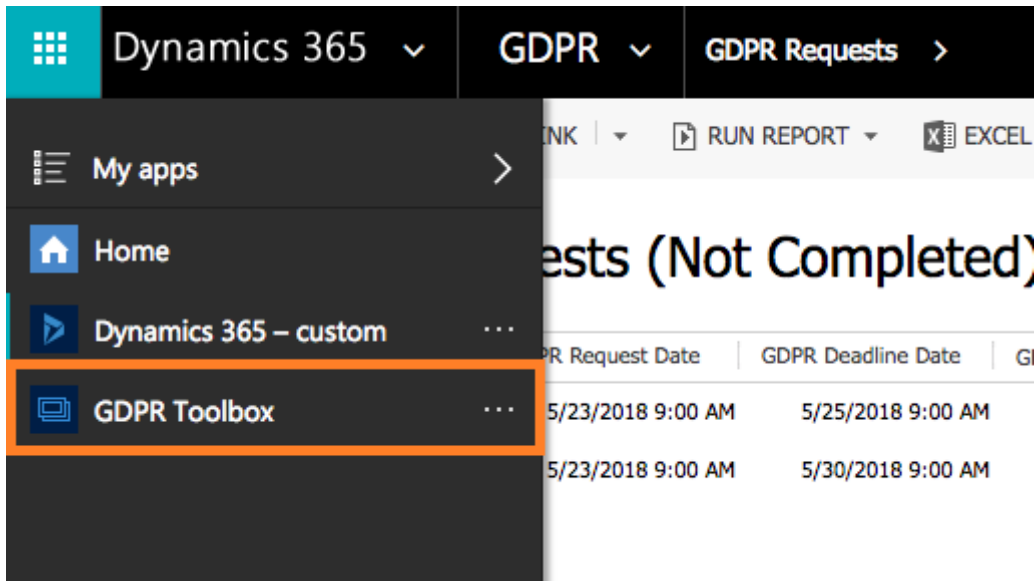 Dynamics 365 GDPR GDPR Requests
INK RUN REPORT EXCEL
My apps
Home
ests (Not Completed)
Dynamics 365 – custom ...
PR Request Date GDPR Deadline Date G
GDPR Toolbox ... 5/23/2018 9:00 AM 5/25/2018 9:00 AM
5/23/2018 9:00 AM 5/30/2018 9:00 AM